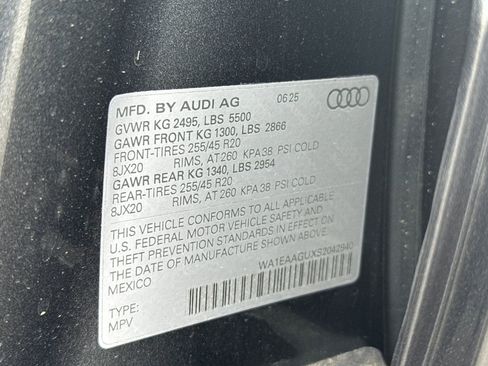 MFD. BY AUDI AG 06 25
GVWR KG 2495, LBS 5500
GAWR FRONT KG 1300, LBS 2866
FRONT-TIRES 255/45 R20
8JX20 RIMS, AT 260 KPA 38 PSI COLD
GAWR REAR KG 1340, LBS 2954
REAR-TIRES 255/45 R20
8JX20 RIMS, AT 260 KPA 38 PSI COLD
THIS VEHICLE CONFORMS TO ALL APPLICABLE
U.S. FEDERAL MOTOR VEHICLE SAFETY AND
THEFT PREVENTION STANDARDS IN EFFECT ON
THE DATE OF MANUFACTURE SHOWN ABOVE.
MEXICO WA1EAAGUXS2042940
TYPE:
MPV